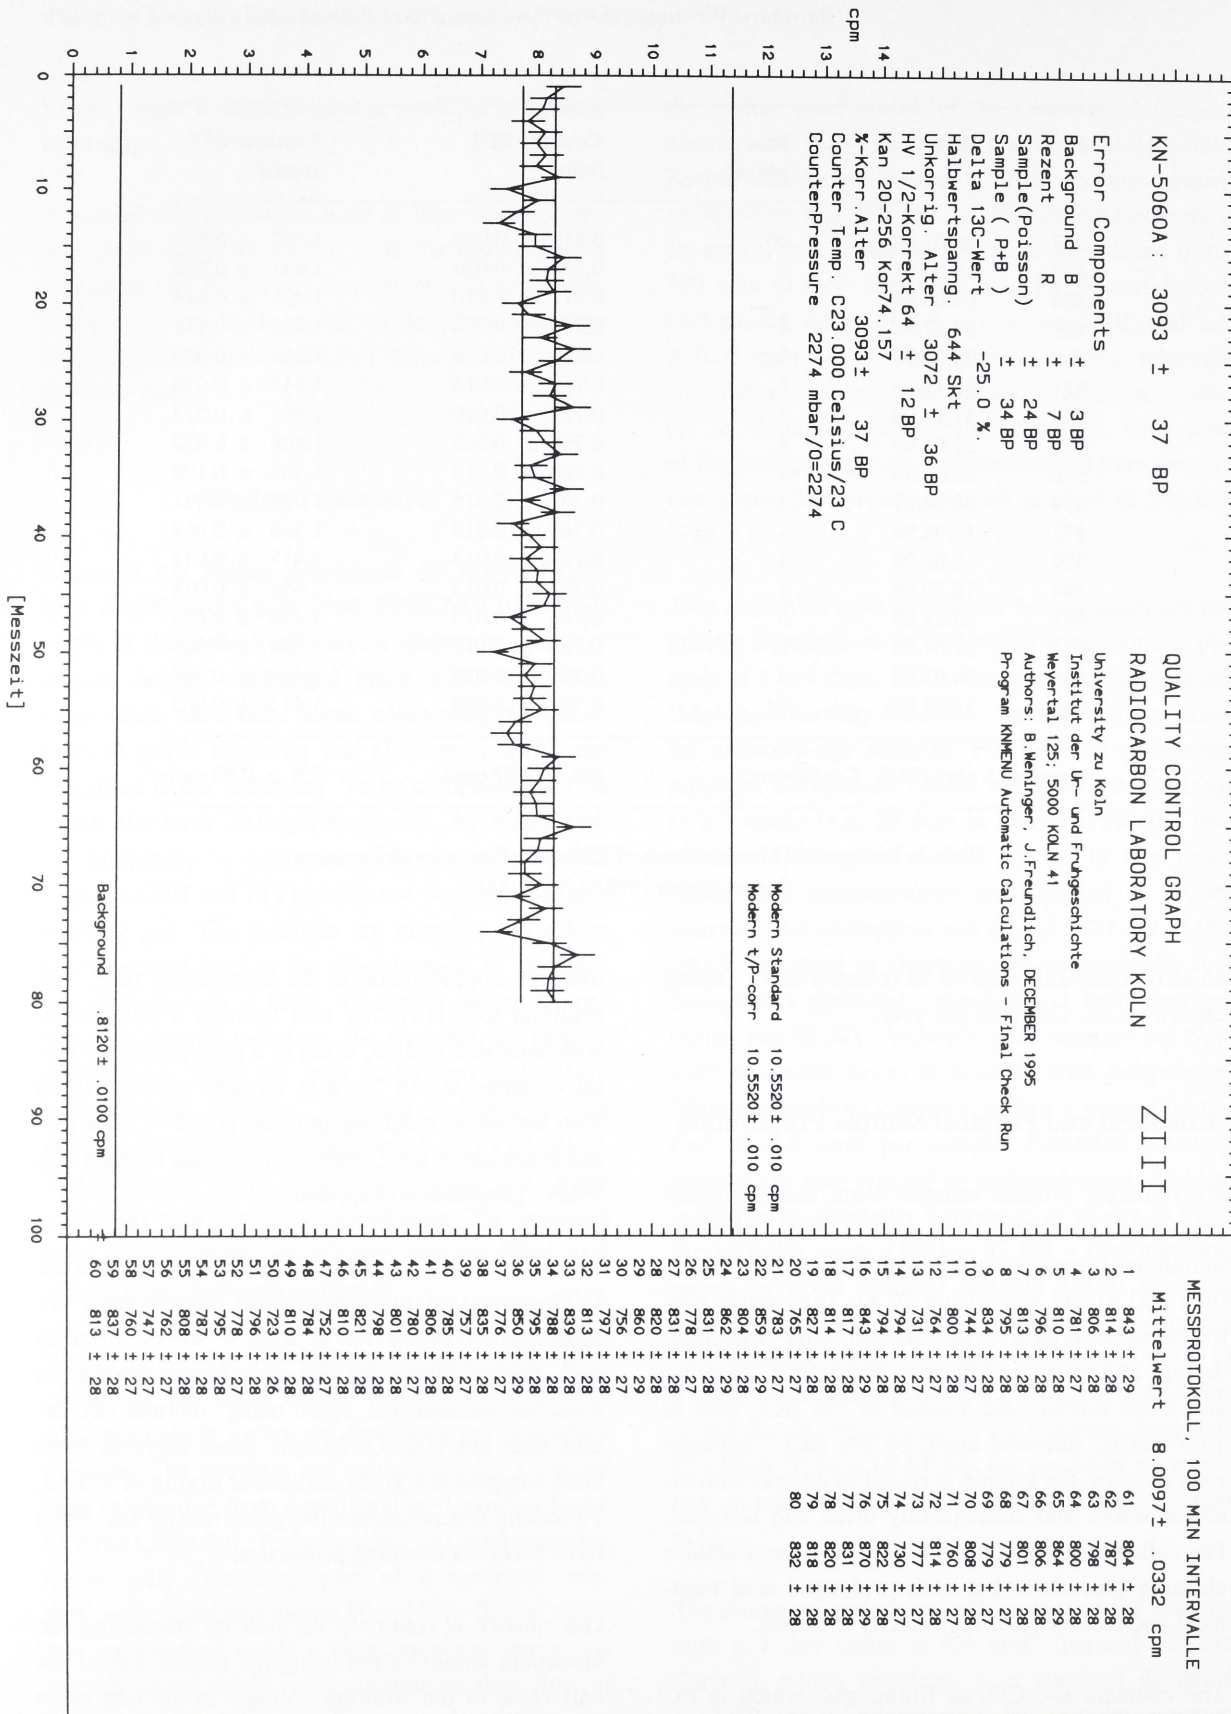 KN-5060A: 3093 ± 37 BP
Error Components
Background B ± 3 BP
Rezent R ± 7 BP
Sample(Poisson) ± 24 BP
Sample ( P+B ) ± 34 BP
Delta 13C-Wert -25.0 %.
Halbwertspanng. 644 Skt
Unkorrig. Alter 3072 ± 36 BP
HV 1/2-Korrekt 64 ± 12 BP
Kan 20-256 Kor74.157
%-Korr.Alter 3093± 37 BP
Counter Temp. C23.000 Celsius/23 C
CounterPressure 2274 mbar/0=2274
QUALITY CONTROL GRAPH
RADIOCARBON LABORATORY KOLN
ZIII
University zu Koln
Institut der Ur- und Fruhgeschichte
Weyertal 125; 5000 KOLN 41
Authors: B.Weninger, J.Freundlich, DECEMBER 1995
Program KNMENU Automatic Calculations - Final Check Run
cpm
14
13
12
11
10
9
8
7
6
5
4
3
2
1
0
Modern Standard 10.5520± .010 cpm
Modern t/P-corr 10.5520± .010 cpm
Background .8120± .0100 cpm
0 10 20 30 40 50 60 70 80 90 100
[Messzeit]
MESSPROTOKOLL, 100 MIN INTERVALLE
Mittelwert 8.0097± .0332 cpm
1 843 ± 29 61 804 ± 28
2 814 ± 28 62 787 ± 28
3 806 ± 28 63 798 ± 28
4 781 ± 27 64 800 ± 28
5 810 ± 28 65 864 ± 29
6 796 ± 28 66 806 ± 28
7 813 ± 28 67 801 ± 28
8 795 ± 28 68 779 ± 27
9 834 ± 28 69 779 ± 27
10 744 ± 27 70 808 ± 28
11 800 ± 28 71 760 ± 27
12 764 ± 27 72 814 ± 28
13 731 ± 27 73 777 ± 27
14 794 ± 27 74 730 ± 27
15 794 ± 28 75 822 ± 28
16 843 ± 29 76 870 ± 29
17 817 ± 28 77 831 ± 28
18 814 ± 28 78 820 ± 28
19 827 ± 28 79 818 ± 28
20 765 ± 27 80 832 ± 28
21 783 ± 27
22 859 ± 29
23 804 ± 28
24 862 ± 29
25 831 ± 28
26 778 ± 27
27 831 ± 28
28 820 ± 28
29 860 ± 29
30 756 ± 27
31 797 ± 28
32 813 ± 28
33 839 ± 28
34 788 ± 28
35 795 ± 28
36 850 ± 29
37 776 ± 27
38 835 ± 28
39 757 ± 27
40 785 ± 28
41 806 ± 28
42 780 ± 27
43 801 ± 28
44 798 ± 28
45 821 ± 28
46 810 ± 28
47 752 ± 27
48 784 ± 27
49 810 ± 28
50 723 ± 26
51 796 ± 28
52 778 ± 27
53 795 ± 28
54 787 ± 28
55 808 ± 28
56 762 ± 27
57 747 ± 27
58 760 ± 27
59 837 ± 28
60 813 ± 28